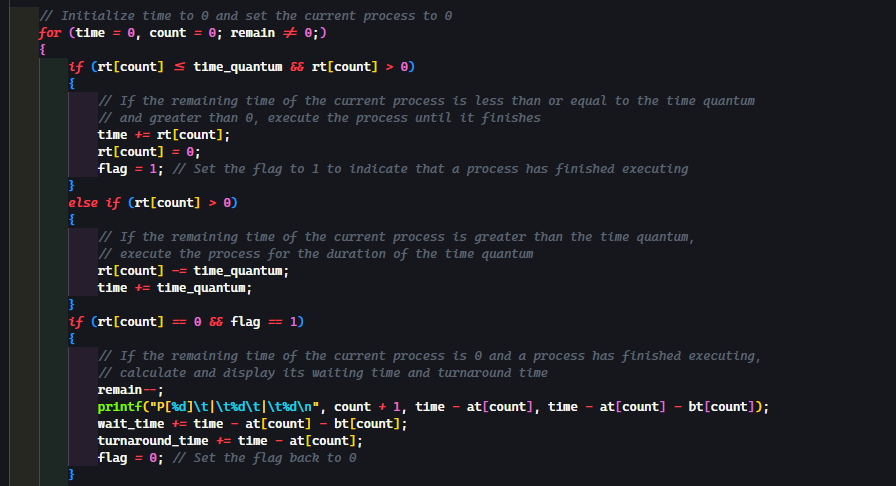 // Initialize time to 0 and set the current process to 0
for (time = 0, count = 0; remain != 0;)
{
if (rt[count] <= time_quantum && rt[count] > 0)
{
// If the remaining time of the current process is less than or equal to the time quantum
// and greater than 0, execute the process until it finishes
time += rt[count];
rt[count] = 0;
flag = 1; // Set the flag to 1 to indicate that a process has finished executing
}
else if (rt[count] > 0)
{
// If the remaining time of the current process is greater than the time quantum,
// execute the process for the duration of the time quantum
rt[count] -= time_quantum;
time += time_quantum;
}
if (rt[count] == 0 && flag == 1)
{
// If the remaining time of the current process is 0 and a process has finished executing,
// calculate and display its waiting time and turnaround time
remain--;
printf("P[%d]\t|\t%d\t|\t%d\n", count + 1, time - at[count], time - at[count] - bt[count]);
wait_time += time - at[count] - bt[count];
turnaround_time += time - at[count];
flag = 0; // Set the flag back to 0
}